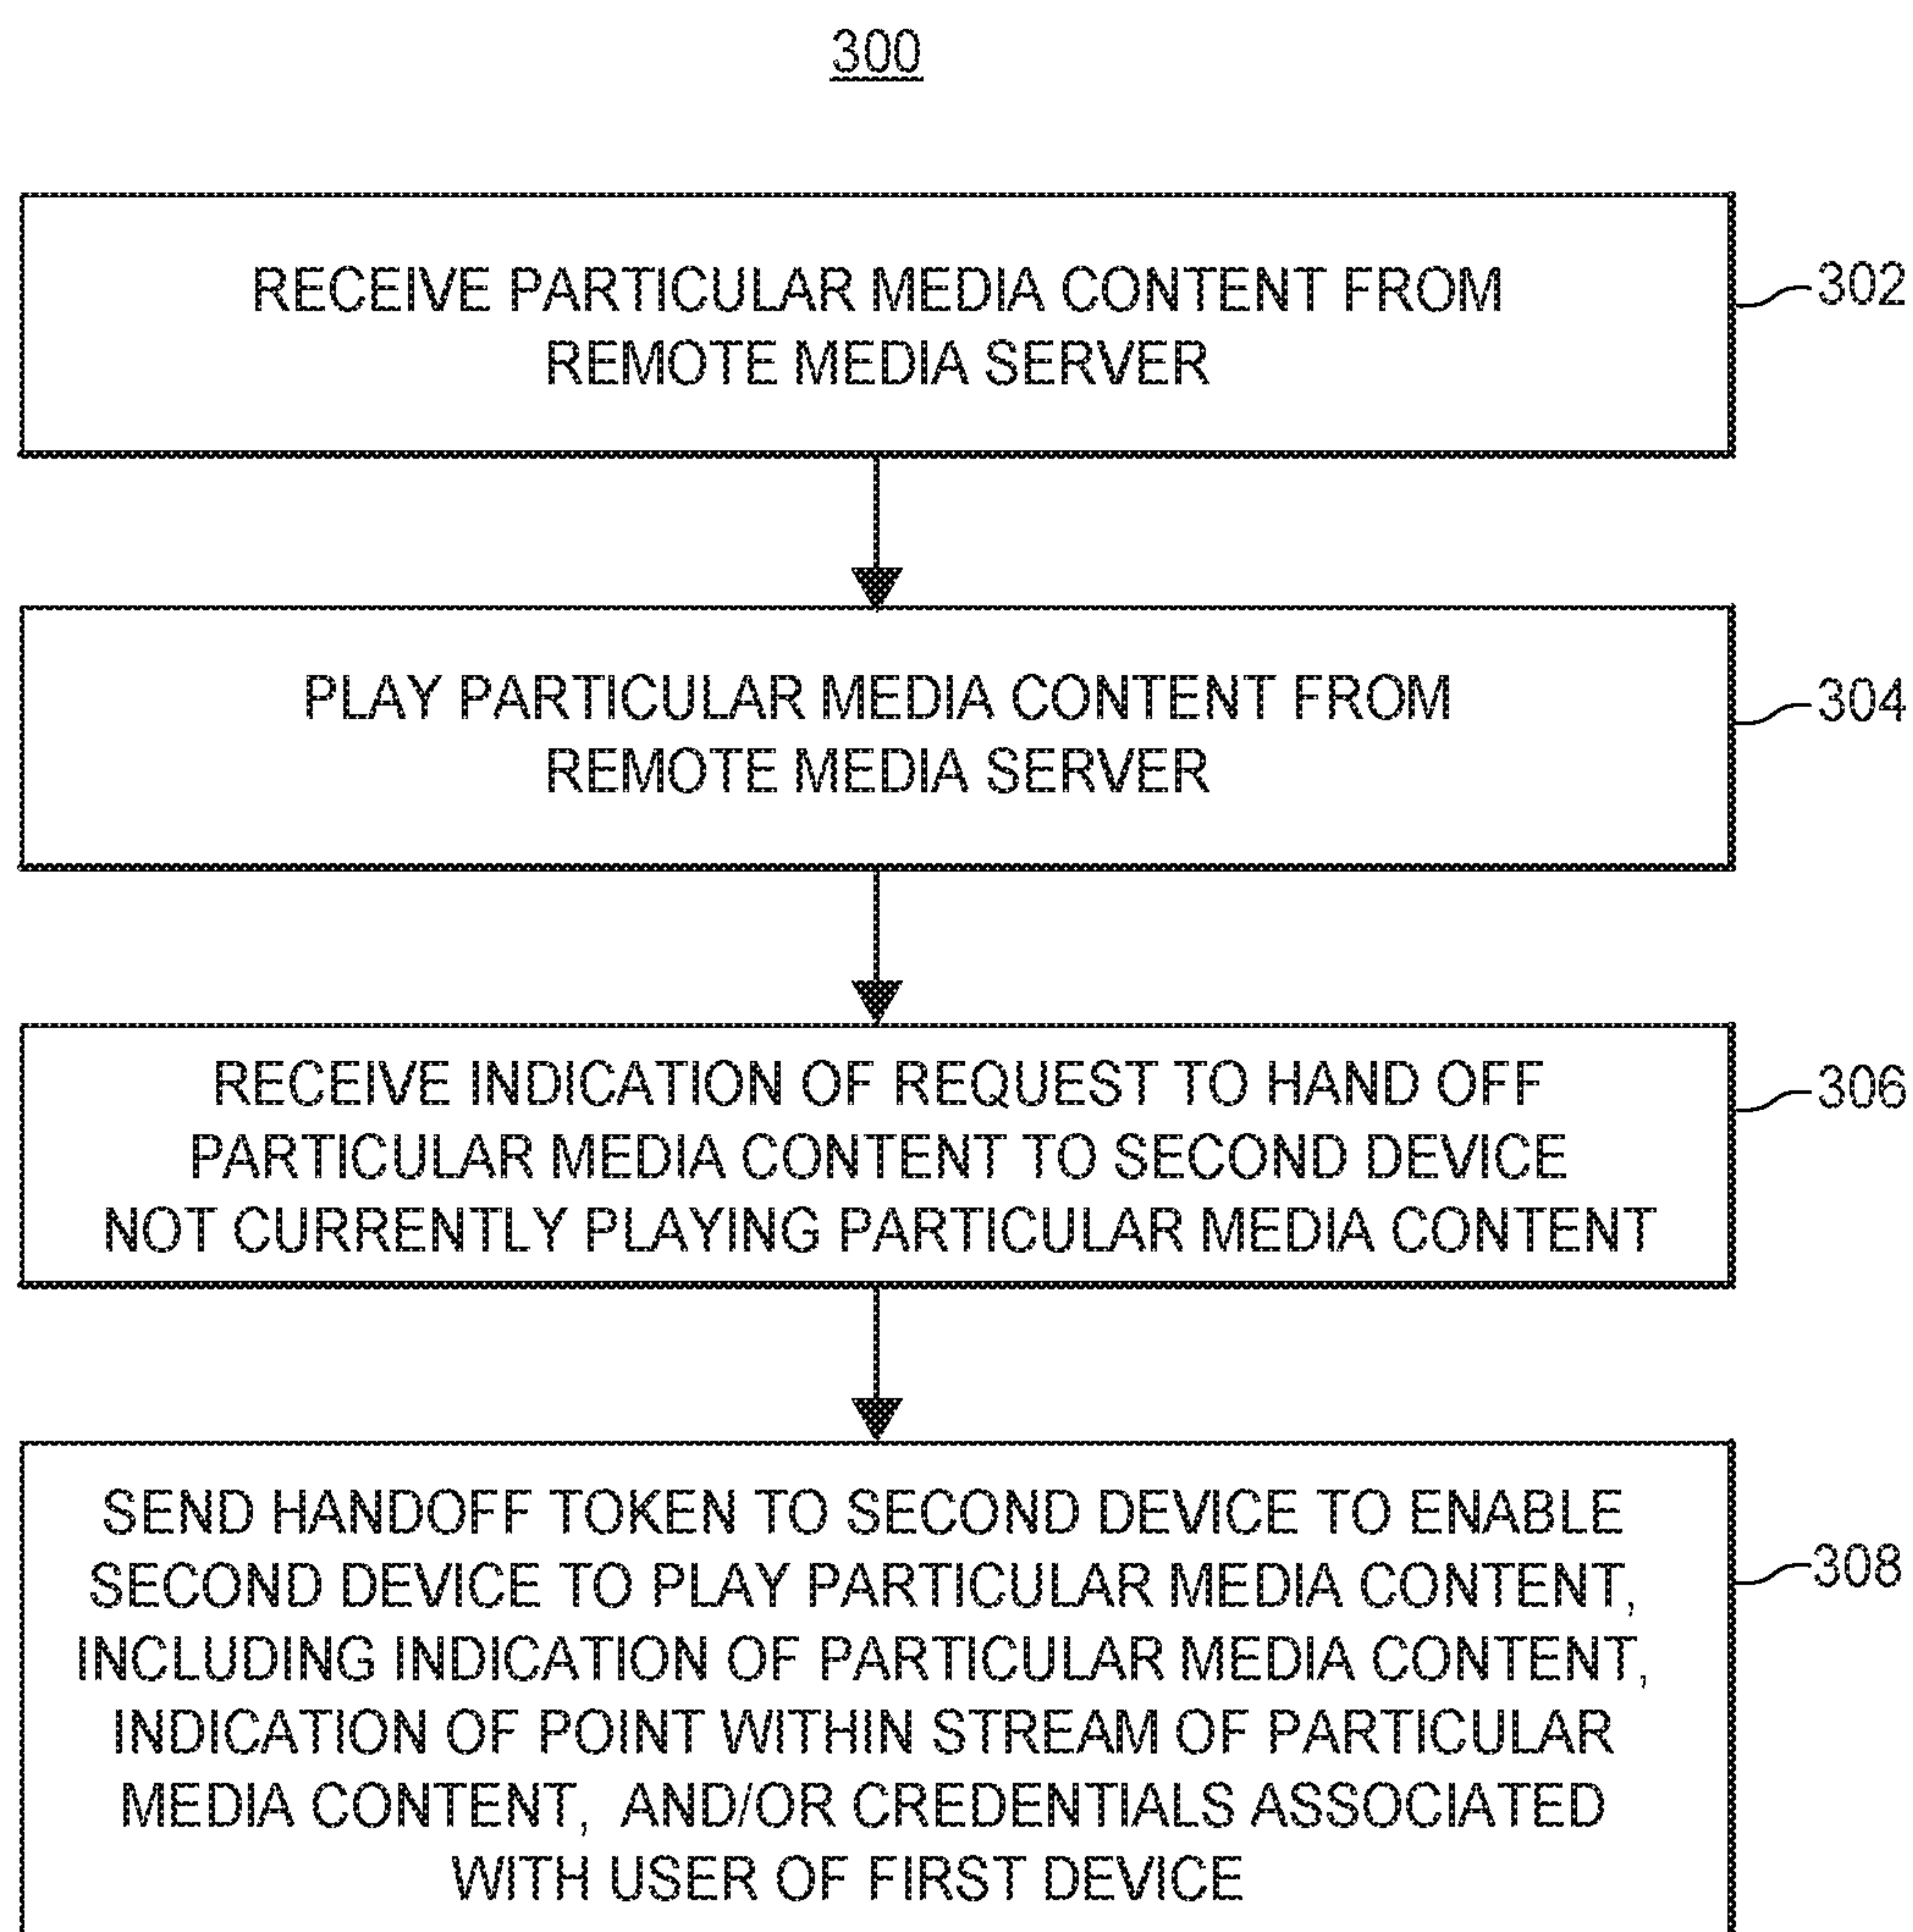 300
RECEIVE PARTICULAR MEDIA CONTENT FROM
REMOTE MEDIA SERVER
302
PLAY PARTICULAR MEDIA CONTENT FROM
REMOTE MEDIA SERVER
304
RECEIVE INDICATION OF REQUEST TO HAND OFF
PARTICULAR MEDIA CONTENT TO SECOND DEVICE
NOT CURRENTLY PLAYING PARTICULAR MEDIA CONTENT
306
SEND HANDOFF TOKEN TO SECOND DEVICE TO ENABLE
SECOND DEVICE TO PLAY PARTICULAR MEDIA CONTENT,
INCLUDING INDICATION OF PARTICULAR MEDIA CONTENT,
INDICATION OF POINT WITHIN STREAM OF PARTICULAR
MEDIA CONTENT, AND/OR CREDENTIALS ASSOCIATED
WITH USER OF FIRST DEVICE
308